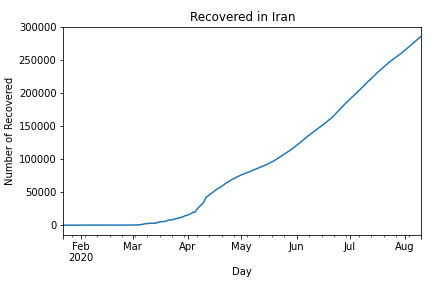 Recovered in Iran
Number of Recovered
300000
250000
200000
150000
100000
50000
0
Feb Mar Apr May Jun Jul Aug
2020
Day